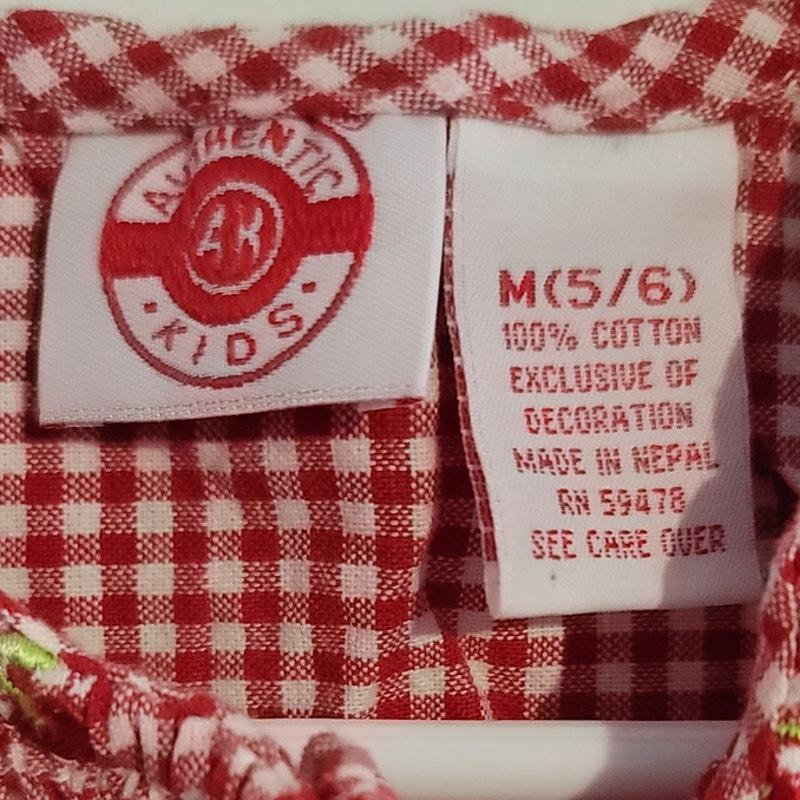 AUTHENTIC
AK
• KIDS •
M(5/6)
100% COTTON
EXCLUSIVE OF
DECORATION
MADE IN NEPAL
RN 59478
SEE CARE OVER